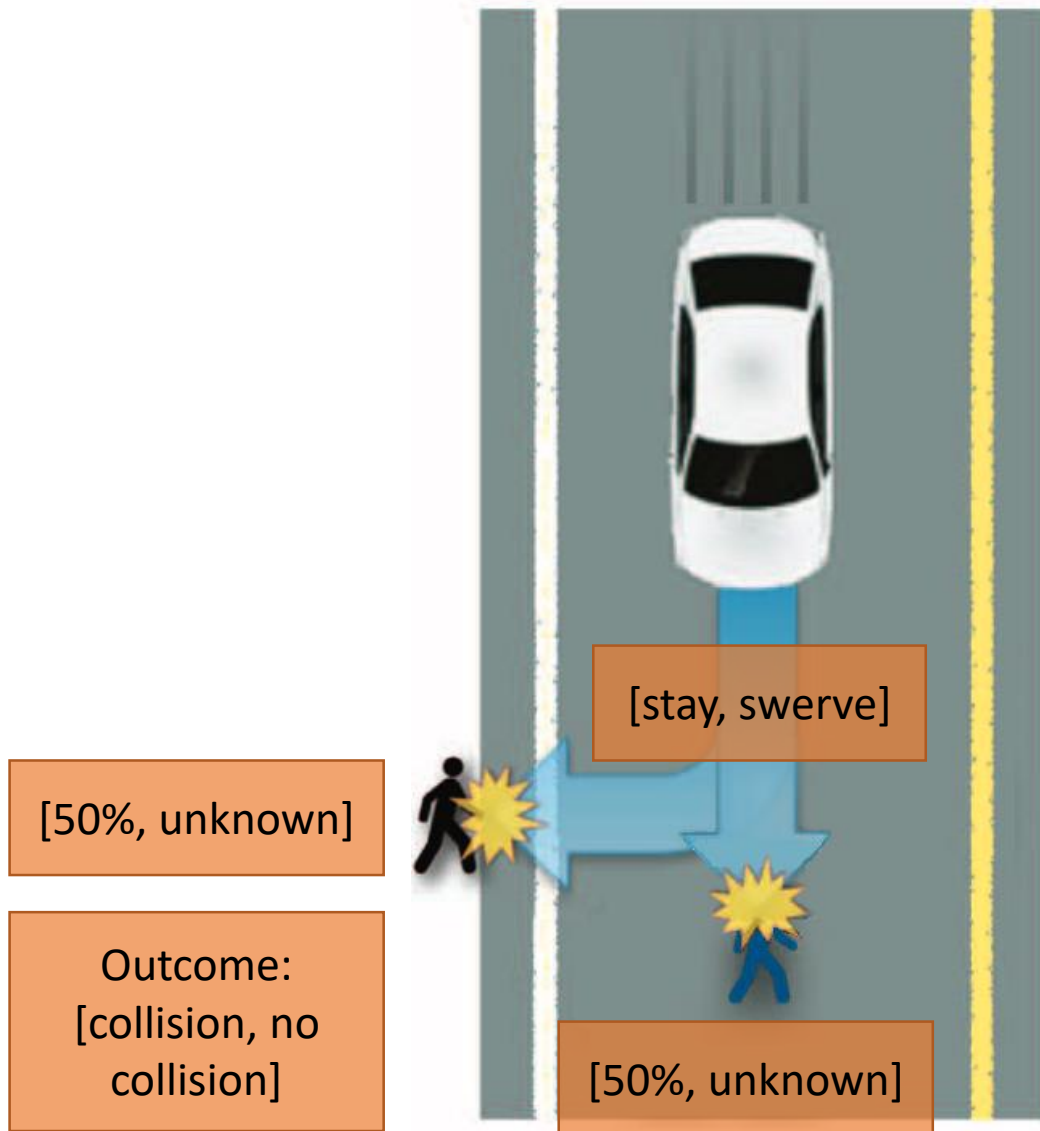 [stay, swerve]
[50%, unknown]
Outcome:
[collision, no
collision]
[50%, unknown]